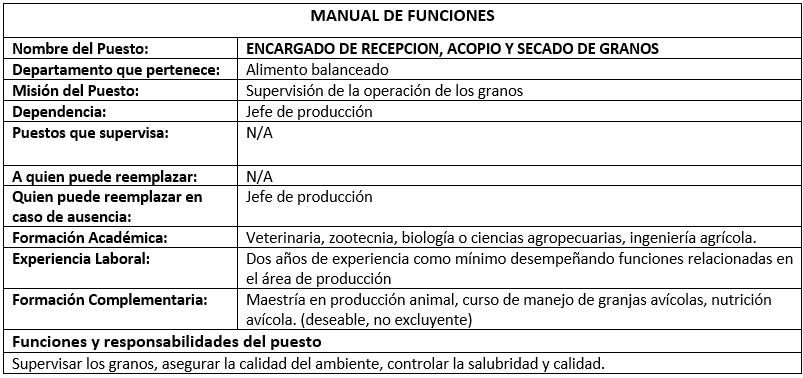 MANUAL DE FUNCIONES
Nombre del Puesto: ENCARGADO DE RECEPCION, ACOPIO Y SECADO DE GRANOS
Departamento que pertenece: Alimento balanceado
Misión del Puesto: Supervisión de la operación de los granos
Dependencia: Jefe de producción
Puestos que supervisa: N/A
A quien puede reemplazar: N/A
Quien puede reemplazar en caso de ausencia: Jefe de producción
Formación Académica: Veterinaria, zootecnia, biología o ciencias agropecuarias, ingeniería agrícola.
Experiencia Laboral: Dos años de experiencia como mínimo desempeñando funciones relacionadas en
el área de producción
Formación Complementaria: Maestría en producción animal, curso de manejo de granjas avícolas, nutrición
avícola. (deseable, no excluyente)
Funciones y responsabilidades del puesto
Supervisar los granos, asegurar la calidad del ambiente, controlar la salubridad y calidad.